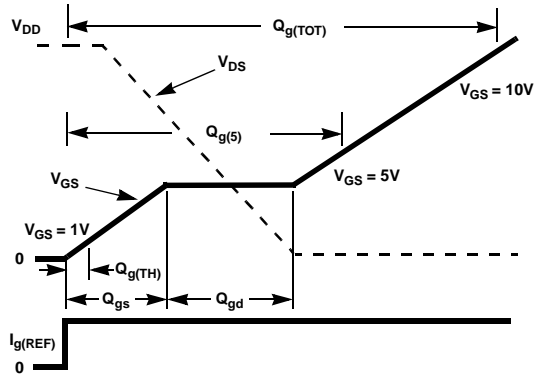 V_DD
Q_g(TOT)
V_DS
V_GS = 10V
Q_g(5)
V_GS
V_GS = 5V
V_GS = 1V
0
Q_g(TH)
Q_gs
Q_gd
I_g(REF)
0